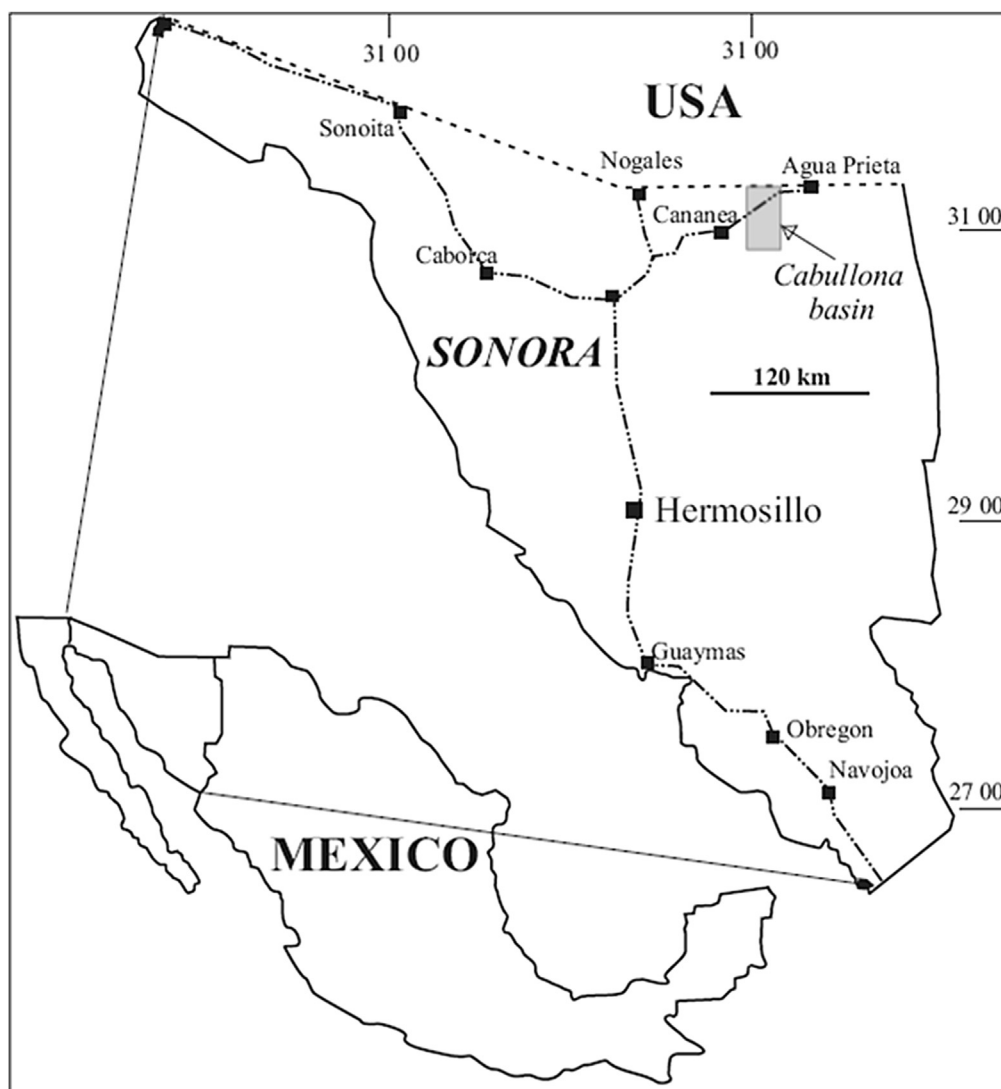 31 00
31 00
USA
Sonoita
Nogales
Agua Prieta
Cananea
31 00
Caborca
Cabullona
basin
SONORA
120 km
Hermosillo
29 00
Guaymas
Obregon
Navojoa
27 00
MEXICO